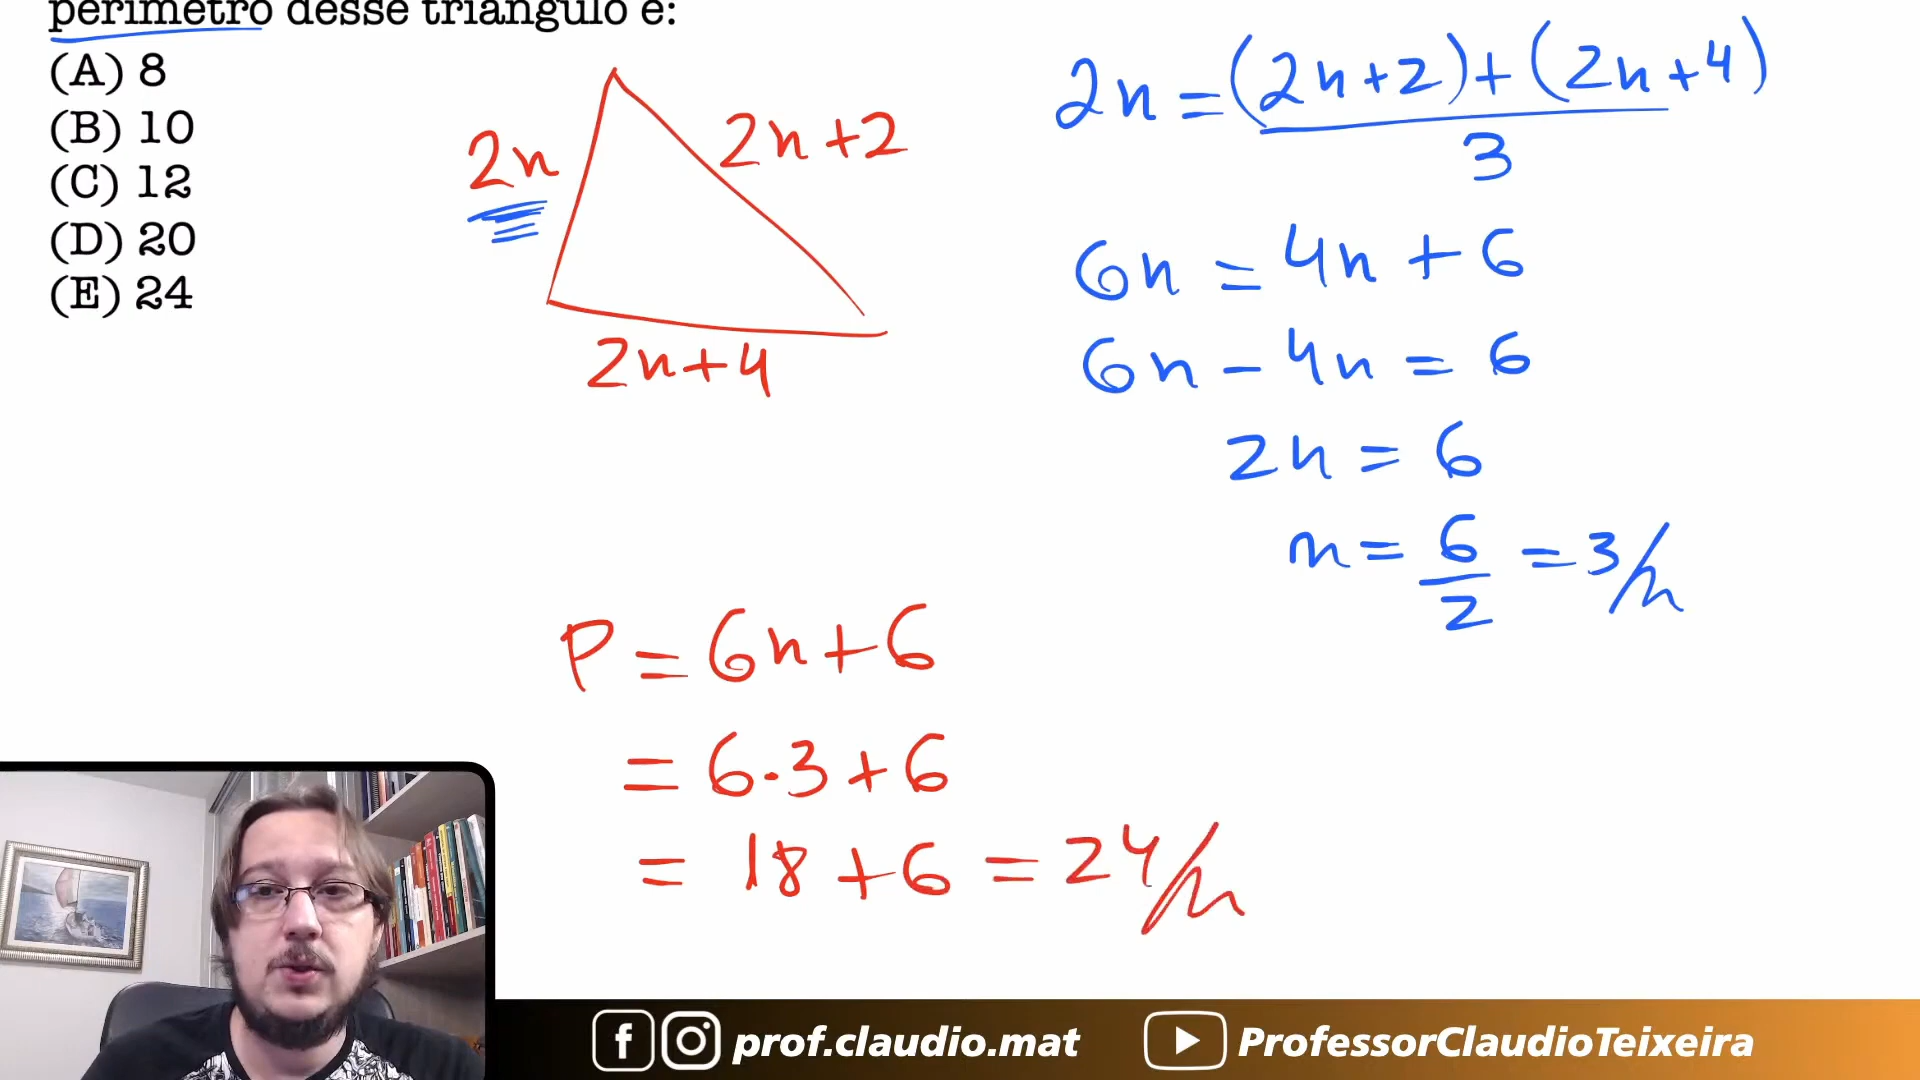 perímetro desse triângulo é:
(A) 8
(B) 10
(C) 12
(D) 20
(E) 24
2n
2n+2
2n+4
2n = (2n+2)+(2n+4)
3
6n = 4n + 6
6n - 4n = 6
2n = 6
n = 6 = 3
2
P = 6n+6
= 6·3+6
= 18+6 = 24
prof.claudio.mat
ProfessorClaudioTeixeira